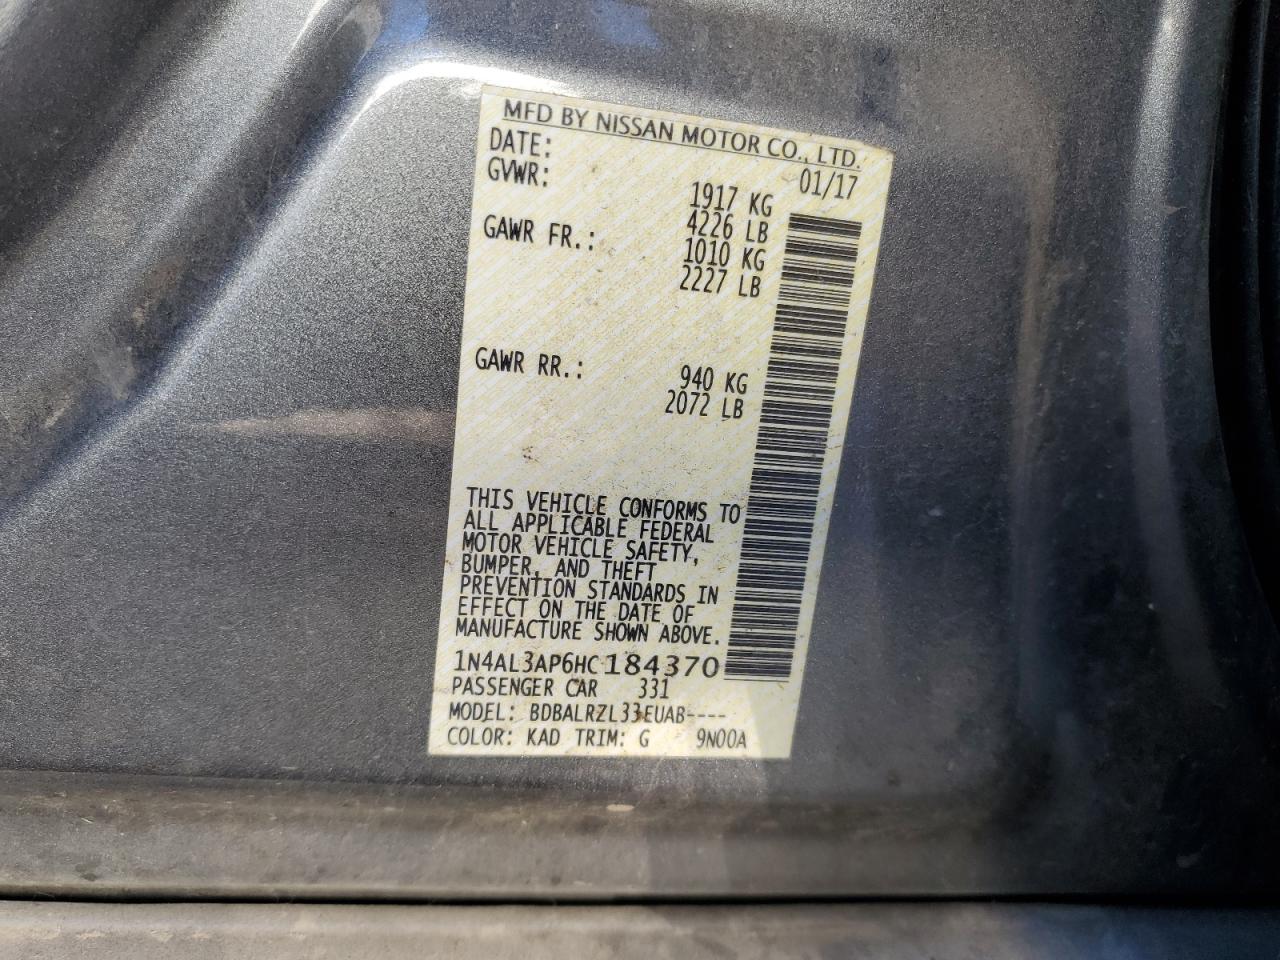 MFD BY NISSAN MOTOR CO., LTD.
DATE: 01/17
GVWR: 1917 KG
4226 LB
GAWR FR.: 1010 KG
2227 LB
GAWR RR.: 940 KG
2072 LB
THIS VEHICLE CONFORMS TO
ALL APPLICABLE FEDERAL
MOTOR VEHICLE SAFETY,
BUMPER, AND THEFT
PREVENTION STANDARDS IN
EFFECT ON THE DATE OF
MANUFACTURE SHOWN ABOVE.
1N4AL3AP6HC184370
PASSENGER CAR 331
MODEL: BDBALRZL33EUAB----
COLOR: KAD TRIM: G 9N00A